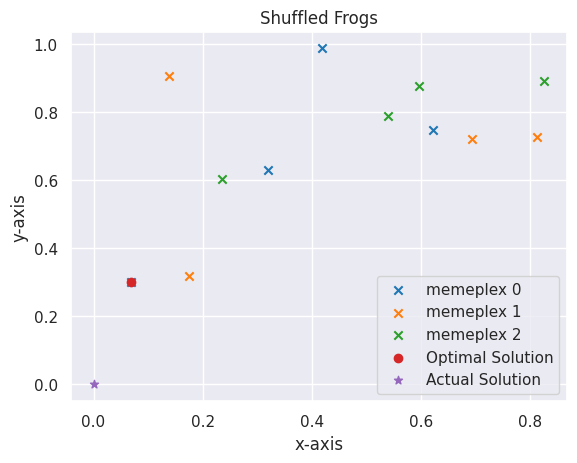 Shuffled Frogs
1.0
0.8
0.6
0.4
0.2
0.0
y-axis
memeplex 0
memeplex 1
memeplex 2
Optimal Solution
Actual Solution
0.0 0.2 0.4 0.6 0.8
x-axis